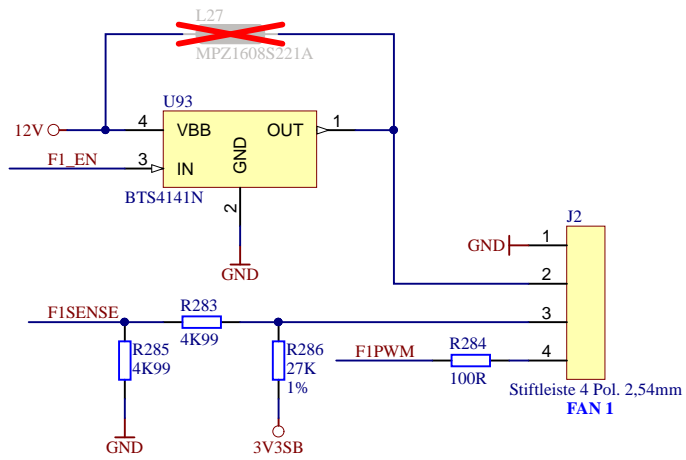 L27
MPZ1608S221A
U93
12V
4
VBB
OUT
1
F1_EN
3
IN
GND
BTS4141N
2
GND
J2
GND
1
2
F1SENSE
R283
4K99
3
R285
4K99
R286
27K
1%
F1PWM
R284
100R
4
Stiftleiste 4 Pol. 2,54mm
FAN 1
GND
3V3SB